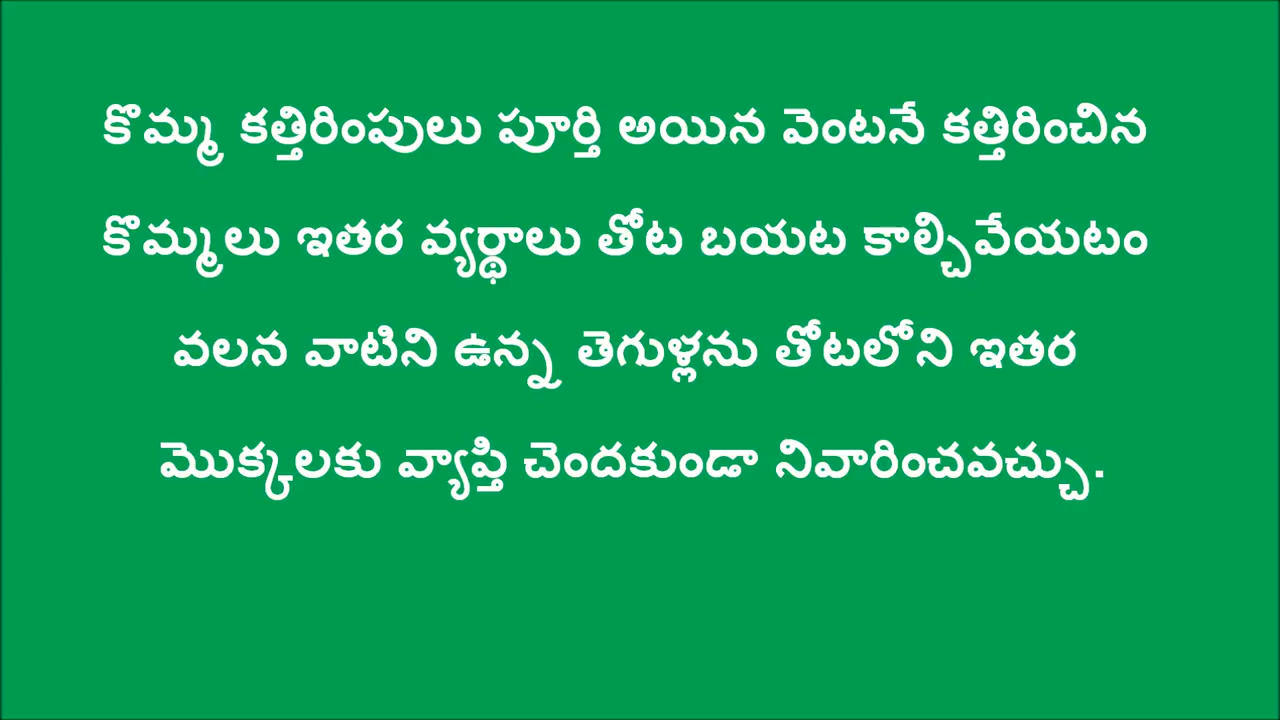 కొమ్మ కత్తిరింపులు పూర్తి అయిన వెంటనే కత్తిరించిన
కొమ్మలు ఇతర వ్యర్థాలు తోట బయట కాల్చివేయటం
వలన వాటిని ఉన్న తెగుళ్లను తోటలోని ఇతర
మొక్కలకు వ్యాప్తి చెందకుండా నివారించవచ్చు.